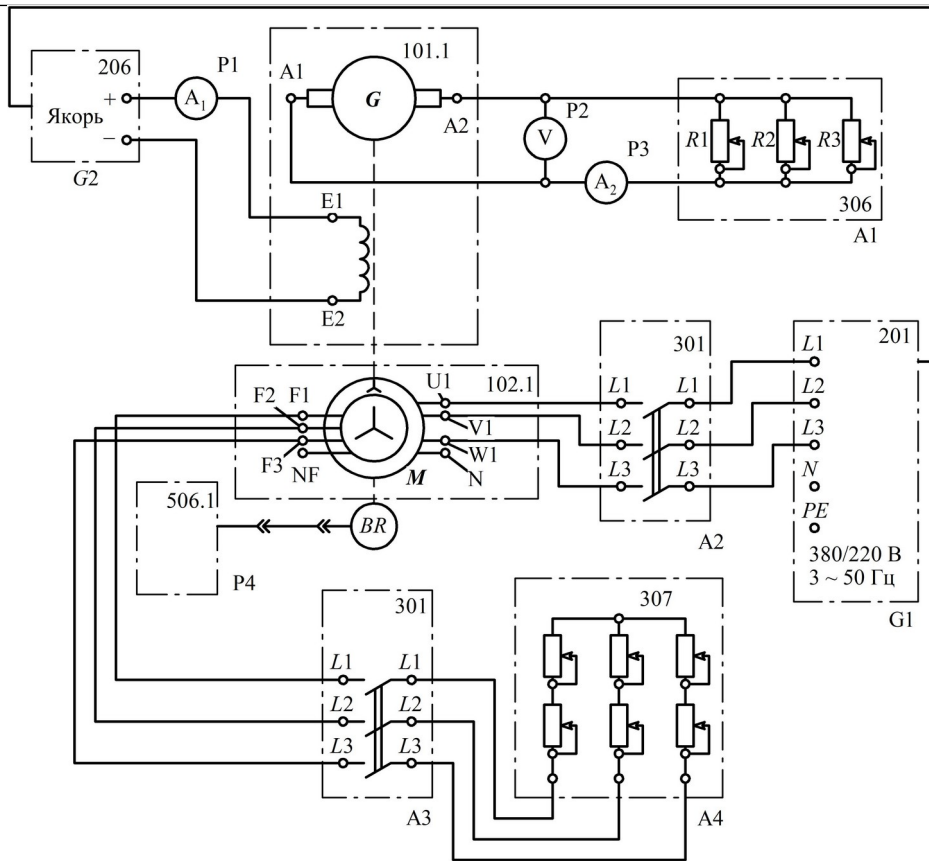 206
P1
101.1
A1
G
A2
+
A₁
Якорь
−
G2
P2
V
P3
A₂
R1
R2
R3
306
A1
E1
E2
102.1
U1
F2
F1
V1
F3
W1
NF
M
N
301
L1
L1
L2
L2
L3
L3
A2
201
L1
L2
L3
N
PE
380/220 В
3 ~ 50 Гц
G1
506.1
BR
P4
301
L1
L1
L2
L2
L3
L3
A3
307
A4